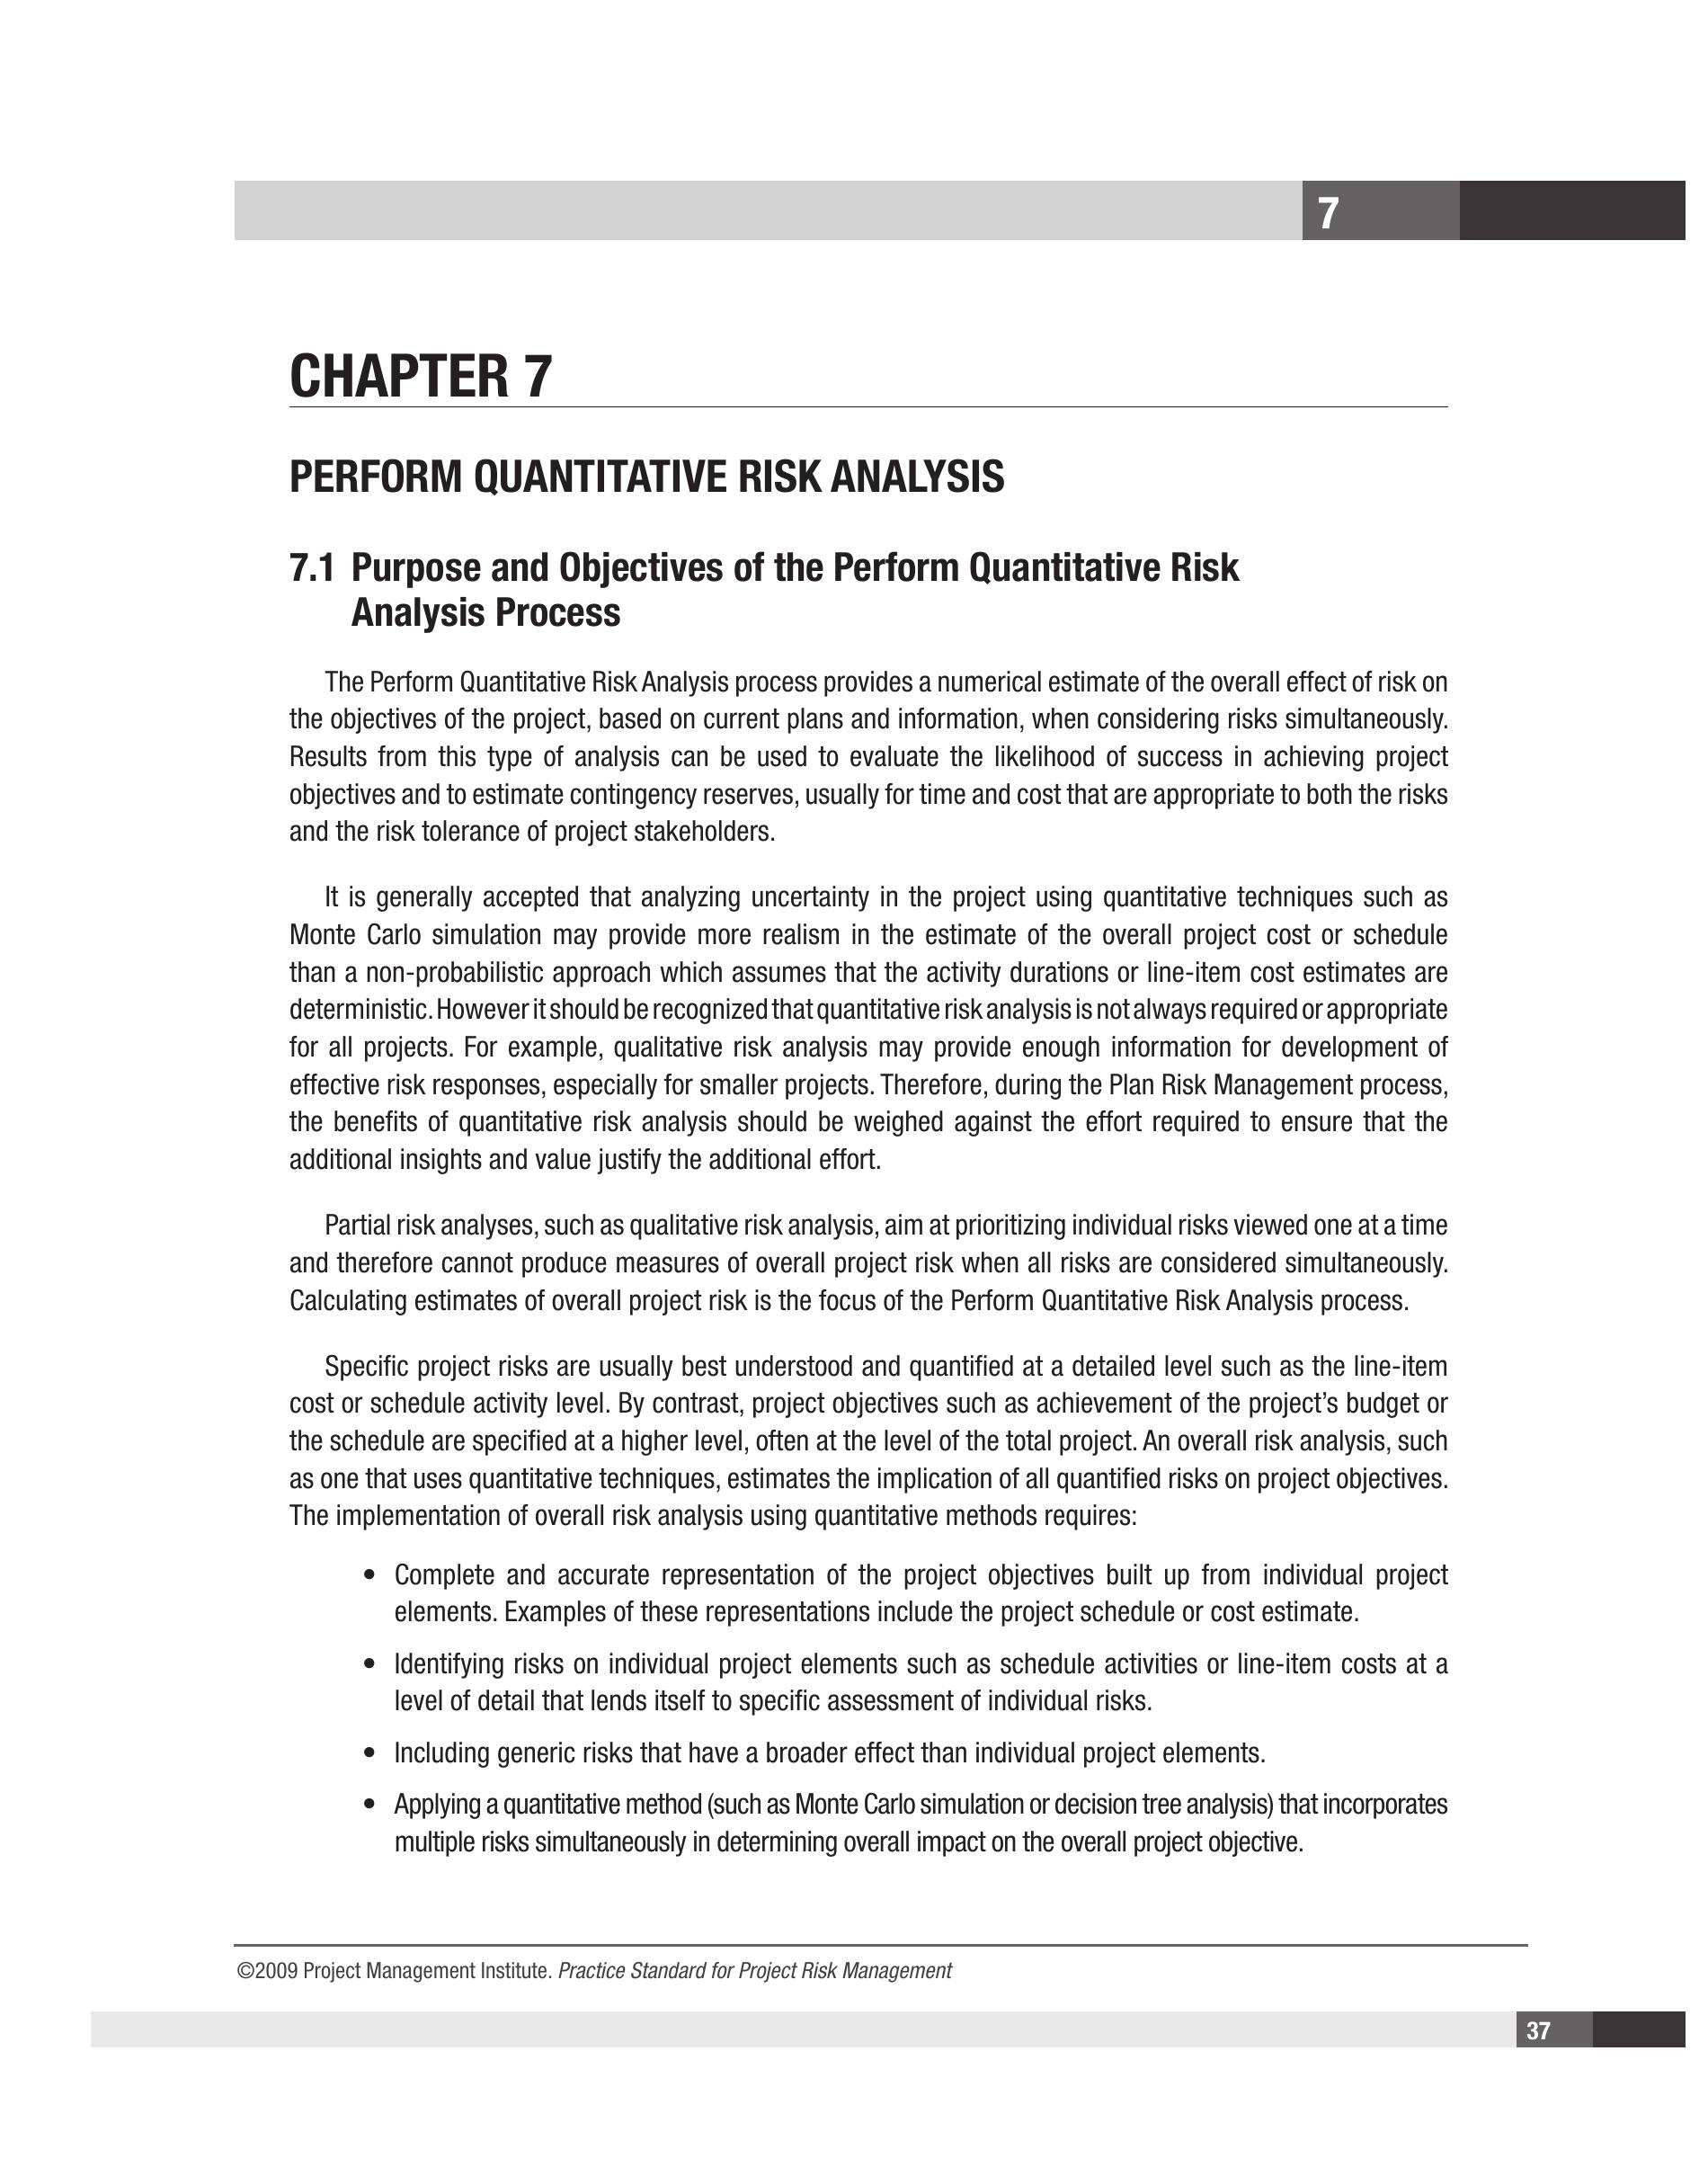 7
CHAPTER 7
PERFORM QUANTITATIVE RISK ANALYSIS
7.1 Purpose and Objectives of the Perform Quantitative Risk
Analysis Process
The Perform Quantitative Risk Analysis process provides a numerical estimate of the overall effect of risk on
the objectives of the project, based on current plans and information, when considering risks simultaneously.
Results from this type of analysis can be used to evaluate the likelihood of success in achieving project
objectives and to estimate contingency reserves, usually for time and cost that are appropriate to both the risks
and the risk tolerance of project stakeholders.
It is generally accepted that analyzing uncertainty in the project using quantitative techniques such as
Monte Carlo simulation may provide more realism in the estimate of the overall project cost or schedule
than a non-probabilistic approach which assumes that the activity durations or line-item cost estimates are
deterministic. However it should be recognized that quantitative risk analysis is not always required or appropriate
for all projects. For example, qualitative risk analysis may provide enough information for development of
effective risk responses, especially for smaller projects. Therefore, during the Plan Risk Management process,
the benefits of quantitative risk analysis should be weighed against the effort required to ensure that the
additional insights and value justify the additional effort.
Partial risk analyses, such as qualitative risk analysis, aim at prioritizing individual risks viewed one at a time
and therefore cannot produce measures of overall project risk when all risks are considered simultaneously.
Calculating estimates of overall project risk is the focus of the Perform Quantitative Risk Analysis process.
Specific project risks are usually best understood and quantified at a detailed level such as the line-item
cost or schedule activity level. By contrast, project objectives such as achievement of the project's budget or
the schedule are specified at a higher level, often at the level of the total project. An overall risk analysis, such
as one that uses quantitative techniques, estimates the implication of all quantified risks on project objectives.
The implementation of overall risk analysis using quantitative methods requires:
• Complete and accurate representation of the project objectives built up from individual project
elements. Examples of these representations include the project schedule or cost estimate.
• Identifying risks on individual project elements such as schedule activities or line-item costs at a
level of detail that lends itself to specific assessment of individual risks.
• Including generic risks that have a broader effect than individual project elements.
• Applying a quantitative method (such as Monte Carlo simulation or decision tree analysis) that incorporates
multiple risks simultaneously in determining overall impact on the overall project objective.
©2009 Project Management Institute. Practice Standard for Project Risk Management
37